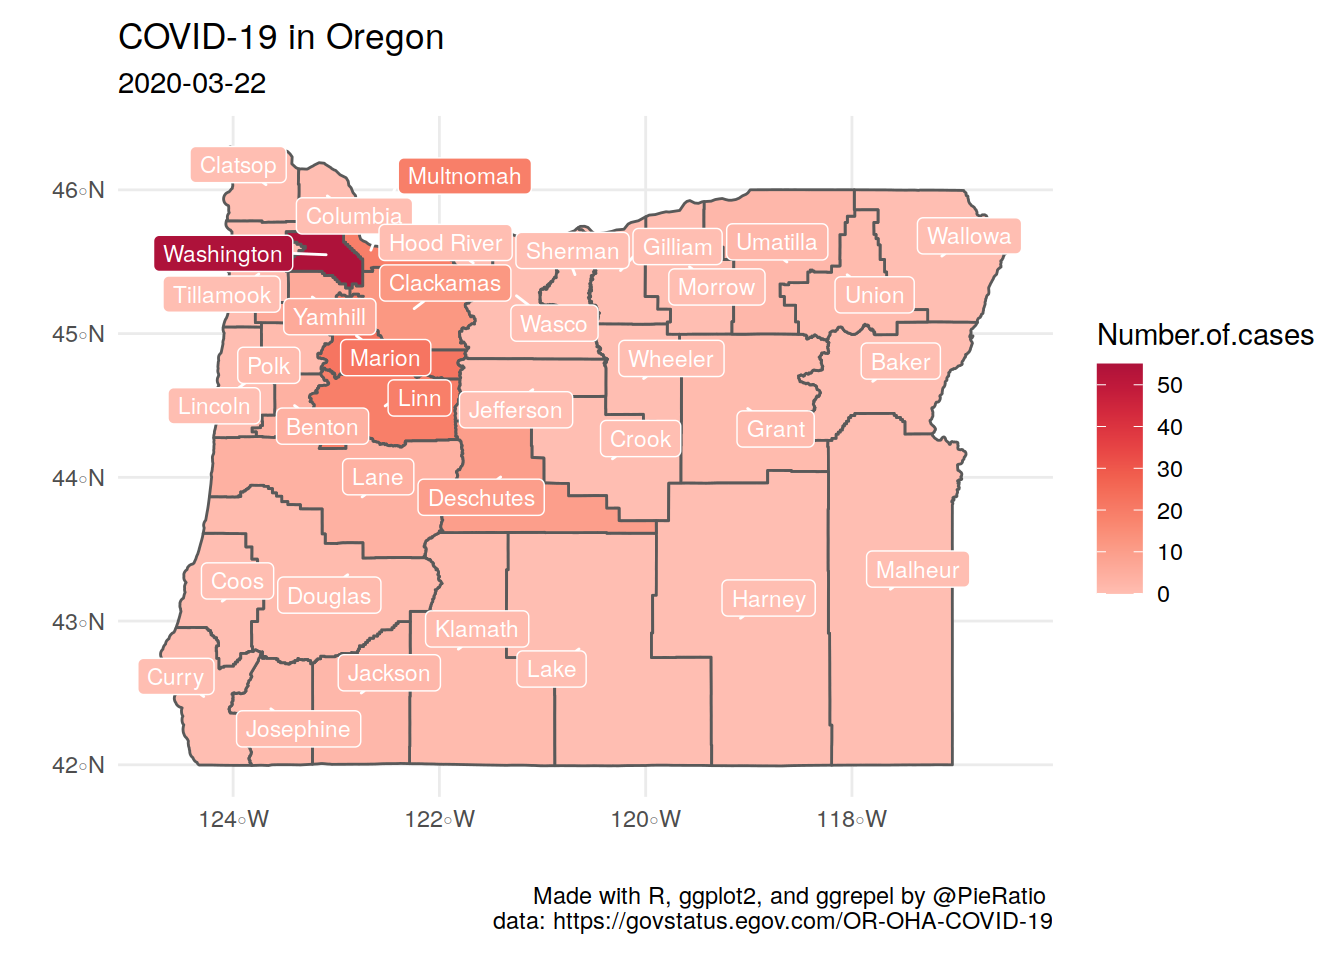 COVID-19 in Oregon
2020-03-22
46◦N
45◦N
44◦N
43◦N
42◦N
Clatsop
Multnomah
Columbia
Washington
Hood River
Sherman
Gilliam
Umatilla
Wallowa
Tillamook
Clackamas
Morrow
Union
Yamhill
Wasco
Polk
Marion
Wheeler
Baker
Lincoln
Linn
Jefferson
Benton
Crook
Grant
Lane
Deschutes
Coos
Douglas
Harney
Malheur
Klamath
Curry
Jackson
Lake
Josephine
124◦W
122◦W
120◦W
118◦W
Number.of.cases
50
40
30
20
10
0
Made with R, ggplot2, and ggrepel by @PieRatio
data: https://govstatus.egov.com/OR-OHA-COVID-19